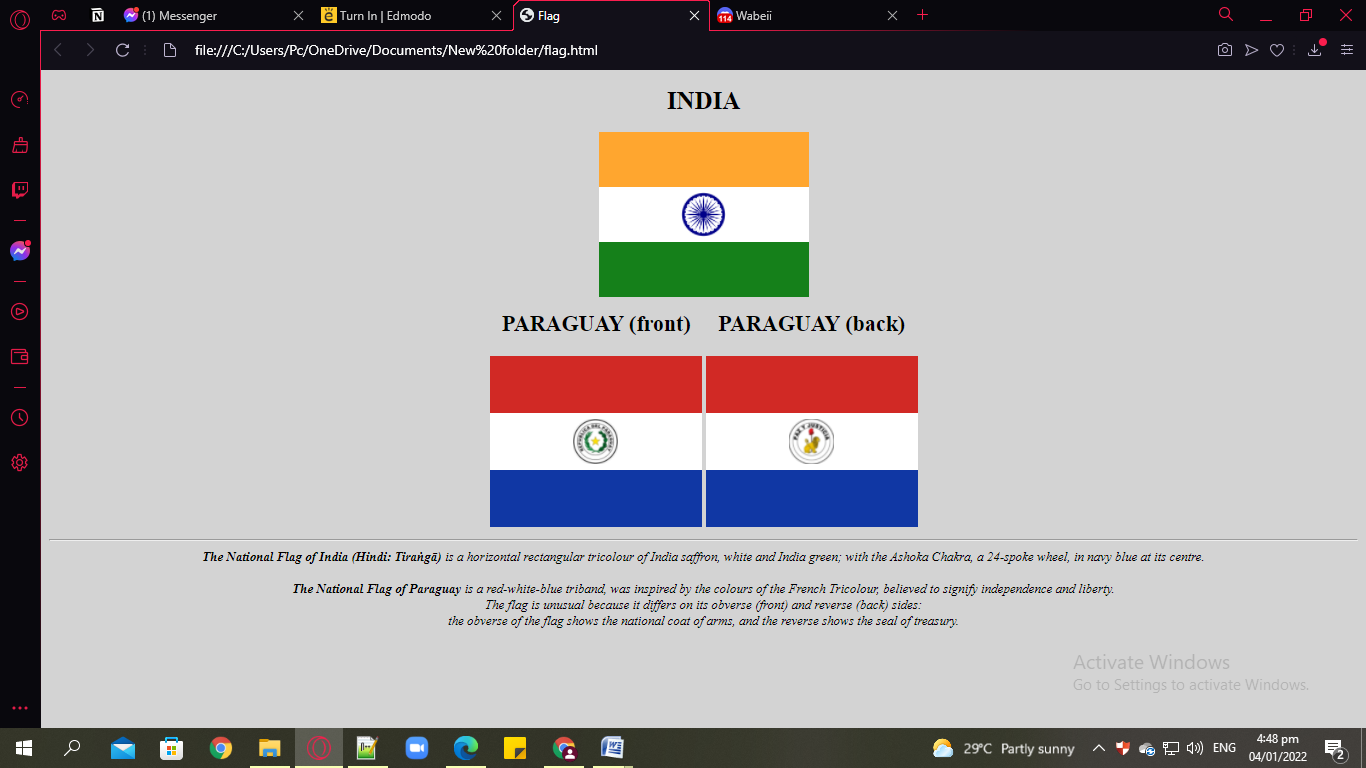 (1) Messenger
Turn In | Edmodo
Flag
114
Wabeii
file:///C:/Users/Pc/OneDrive/Documents/New%20folder/flag.html
INDIA
PARAGUAY (front)
PARAGUAY (back)
REPUBLICA DEL PARAGUAY
PAZ Y JUSTICIA
The National Flag of India (Hindi: Tiraṅgā) is a horizontal rectangular tricolour of India saffron, white and India green; with the Ashoka Chakra, a 24-spoke wheel, in navy blue at its centre.
The National Flag of Paraguay is a red-white-blue triband, was inspired by the colours of the French Tricolour, believed to signify independence and liberty.
The flag is unusual because it differs on its obverse (front) and reverse (back) sides:
the obverse of the flag shows the national coat of arms, and the reverse shows the seal of treasury.
Activate Windows
Go to Settings to activate Windows.
29°C Partly sunny
ENG
4:48 pm
04/01/2022
2